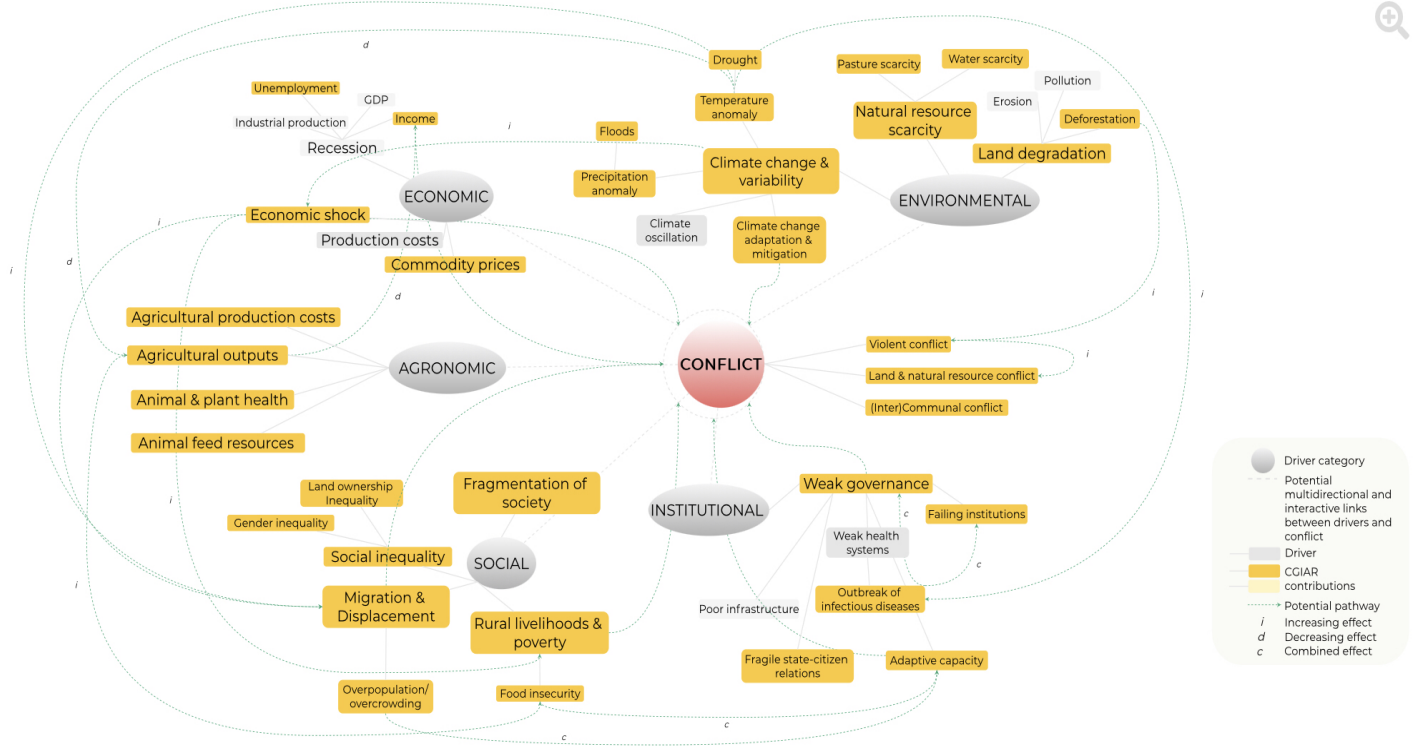 d
Drought
Pasture scarcity
Water scarcity
Pollution
Unemployment
GDP
Temperature
anomaly
Erosion
Natural resource
scarcity
Deforestation
Industrial production
Income
i
Floods
Recession
Land degradation
Climate change &
variability
Precipitation
anomaly
ECONOMIC
ENVIRONMENTAL
Economic shock
i
Climate
oscillation
Climate change
adaptation &
mitigation
Production costs
Commodity prices
d
i
d
i
i
Agricultural production costs
Agricultural outputs
AGRONOMIC
CONFLICT
Violent conflict
i
Land & natural resource conflict
Animal & plant health
(Inter)Communal conflict
Animal feed resources
Driver category
Potential
multidirectional and
interactive links
between drivers and
conflict
Driver
CGIAR
contributions
Potential pathway
i Increasing effect
d Decreasing effect
c Combined effect
Land ownership
Inequality
Fragmentation of
society
Weak governance
i
Gender inequality
INSTITUTIONAL
c
Failing institutions
Weak health
systems
Social inequality
SOCIAL
c
i
Migration &
Displacement
Outbreak of
infectious diseases
Poor infrastructure
Rural livelihoods &
poverty
Fragile state-citizen
relations
Adaptive capacity
Overpopulation/
overcrowding
Food insecurity
c
c